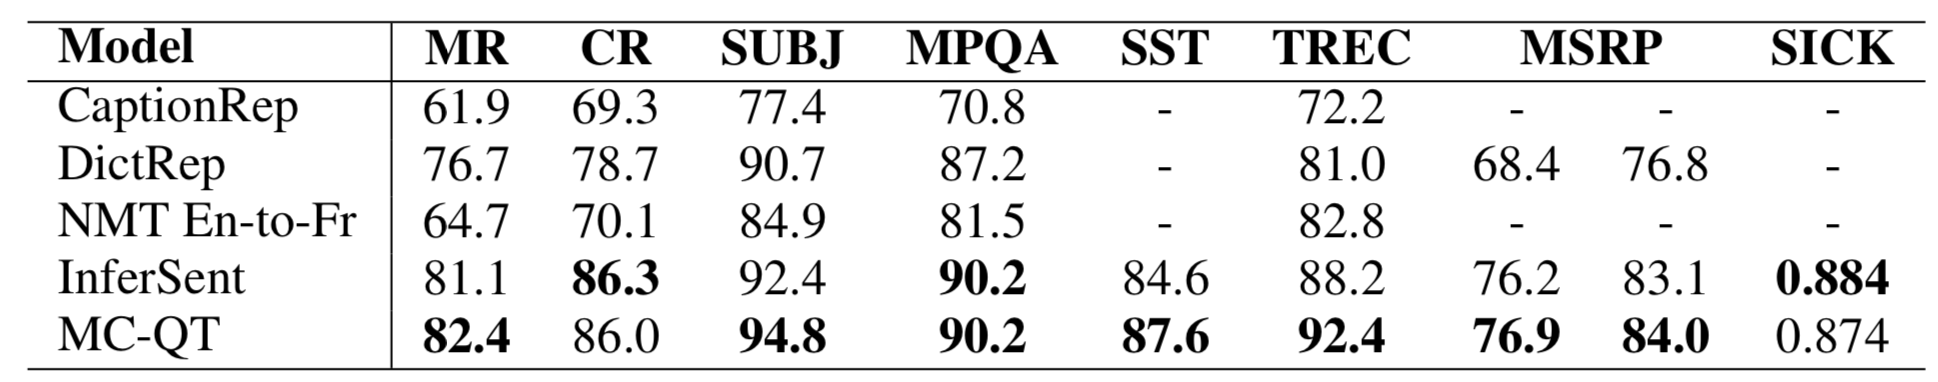 Model MR CR SUBJ MPQA SST TREC MSRP SICK
CaptionRep 61.9 69.3 77.4 70.8 - 72.2 - - -
DictRep 76.7 78.7 90.7 87.2 - 81.0 68.4 76.8 -
NMT En-to-Fr 64.7 70.1 84.9 81.5 - 82.8 - - -
InferSent 81.1 86.3 92.4 90.2 84.6 88.2 76.2 83.1 0.884
MC-QT 82.4 86.0 94.8 90.2 87.6 92.4 76.9 84.0 0.874